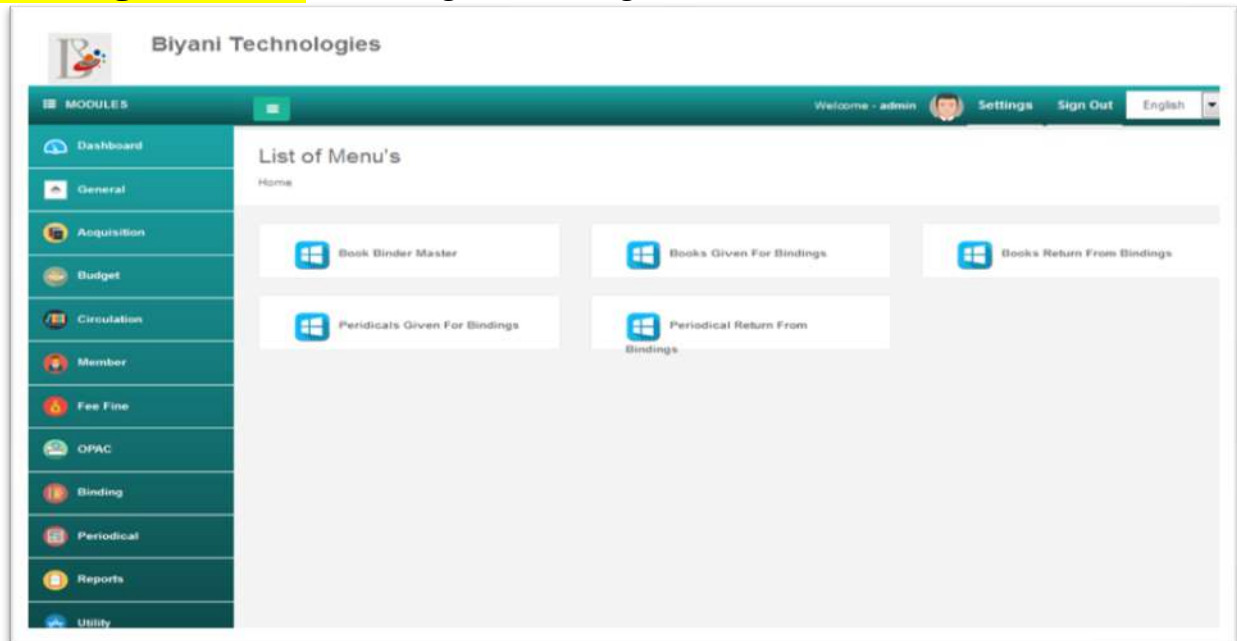 Biyani Technologies
MODULES
Welcome - admin Settings Sign Out English
Dashboard
General
Acquisition
Budget
Circulation
Member
Fee Fine
OPAC
Binding
Periodical
Reports
Utility
List of Menu's
Home
Book Binder Master
Books Given For Bindings
Books Return From Bindings
Peridicals Given For Bindings
Periodical Return From
Bindings